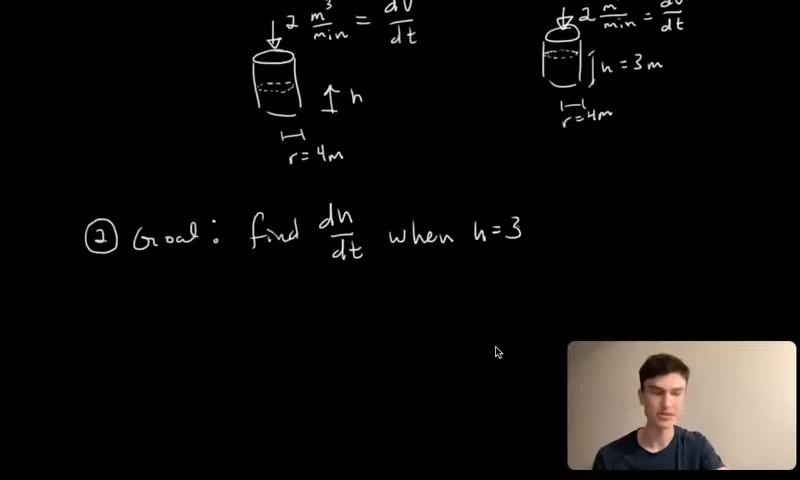 2 m³/min = dV/dt
h
r = 4m
2 m³/min = dV/dt
h = 3m
r = 4m
② Goal: find dh/dt when h = 3